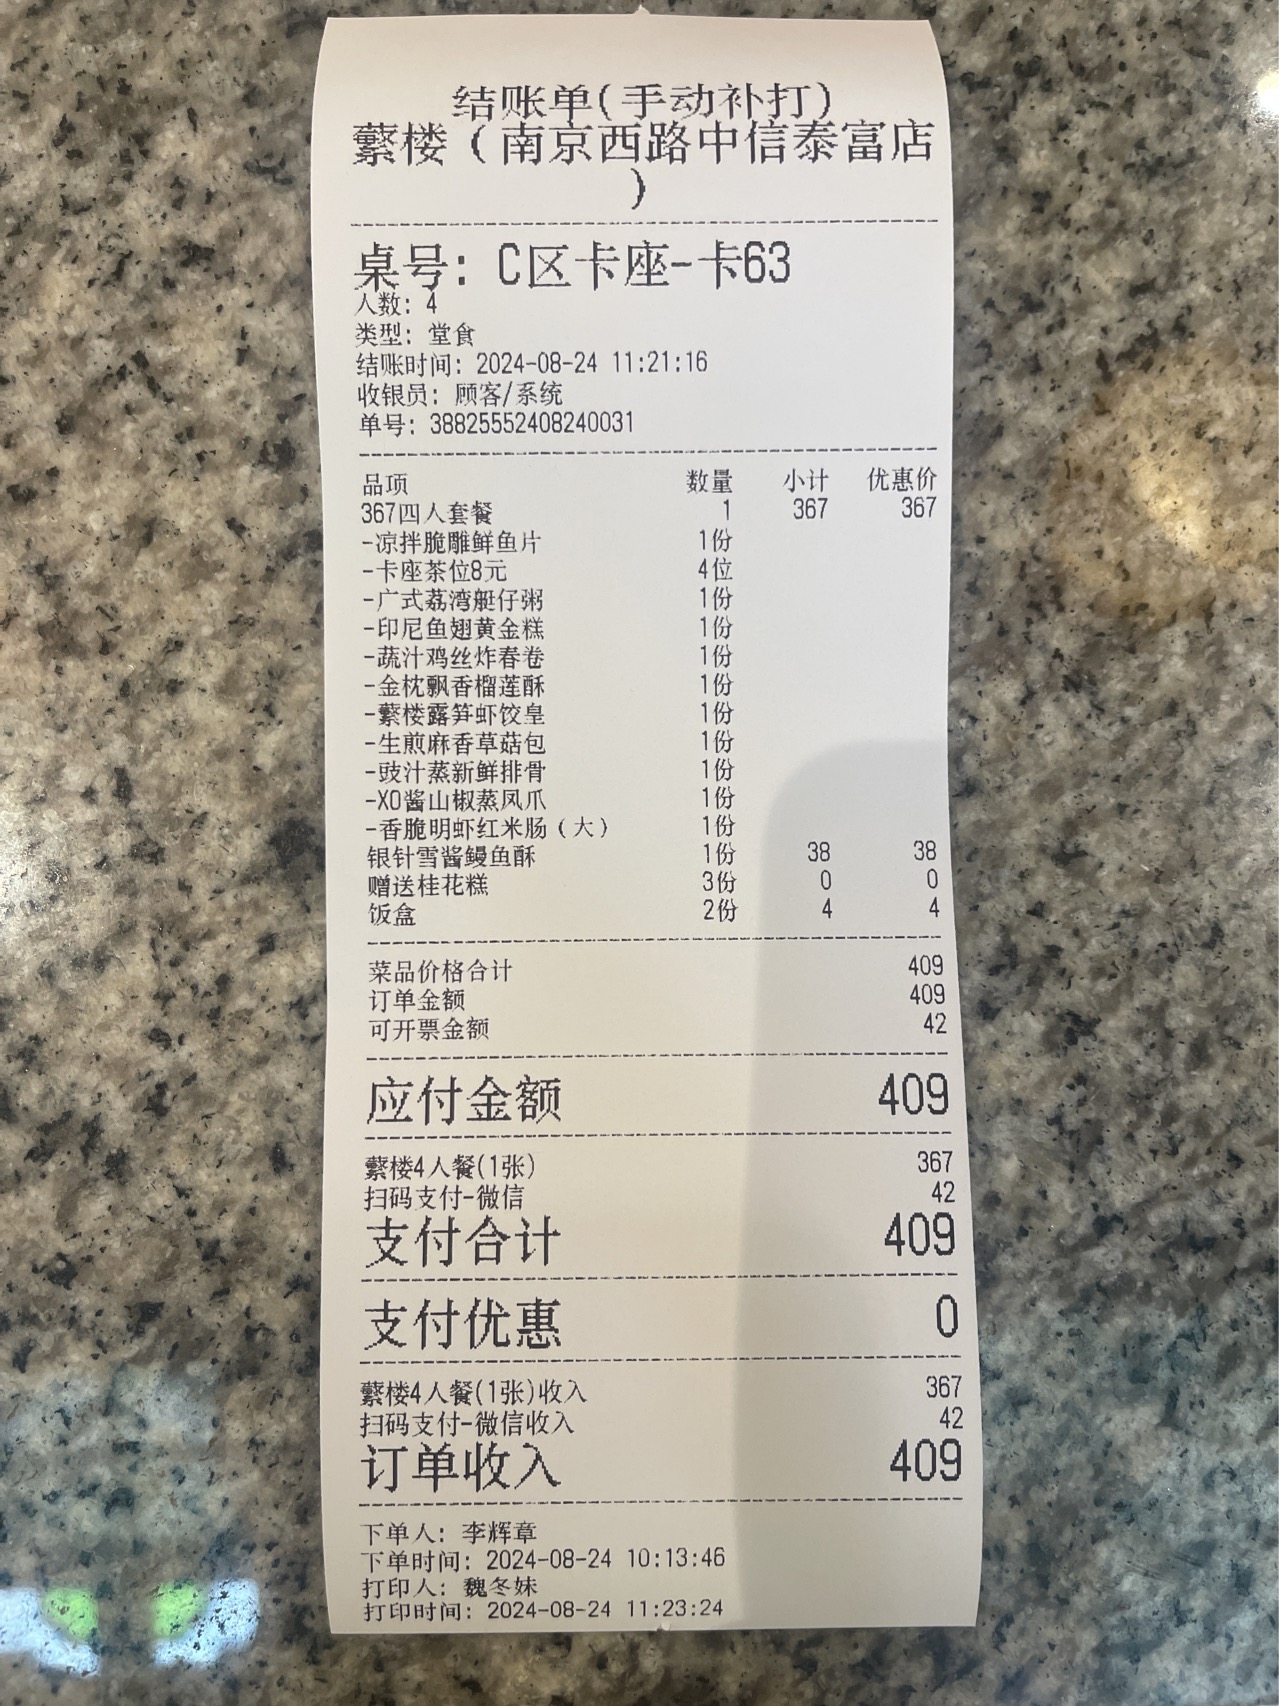 结账单(手动补打)
蘩楼（南京西路中信泰富店
）
桌号: C区卡座-卡63
人数: 4
类型: 堂食
结账时间: 2024-08-24 11:21:16
收银员: 顾客/系统
单号: 38825552408240031
品项 数量 小计 优惠价
367四人套餐 1 367 367
-凉拌脆雕鲜鱼片 1份
-卡座茶位8元 4位
-广式荔湾艇仔粥 1份
-印尼鱼翅黄金糕 1份
-蔬汁鸡丝炸春卷 1份
-金枕飘香榴莲酥 1份
-蘩楼露笋虾饺皇 1份
-生煎麻香草菇包 1份
-豉汁蒸新鲜排骨 1份
-XO酱山椒蒸凤爪 1份
-香脆明虾红米肠（大） 1份
银针雪酱鳗鱼酥 1份 38 38
赠送桂花糕 3份 0 0
饭盒 2份 4 4
菜品价格合计 409
订单金额 409
可开票金额 42
应付金额 409
蘩楼4人餐(1张) 367
扫码支付-微信 42
支付合计 409
支付优惠 0
蘩楼4人餐(1张)收入 367
扫码支付-微信收入 42
订单收入 409
下单人: 李辉章
下单时间: 2024-08-24 10:13:46
打印人: 魏冬妹
打印时间: 2024-08-24 11:23:24